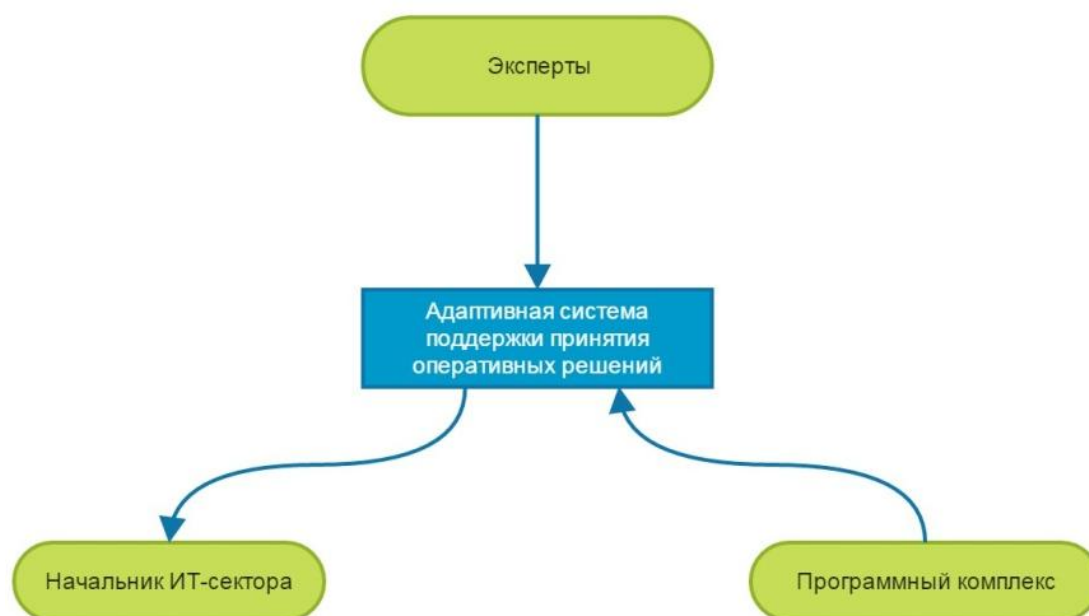 Эксперты
Адаптивная система
поддержки принятия
оперативных решений
Начальник ИТ-сектора
Программный комплекс